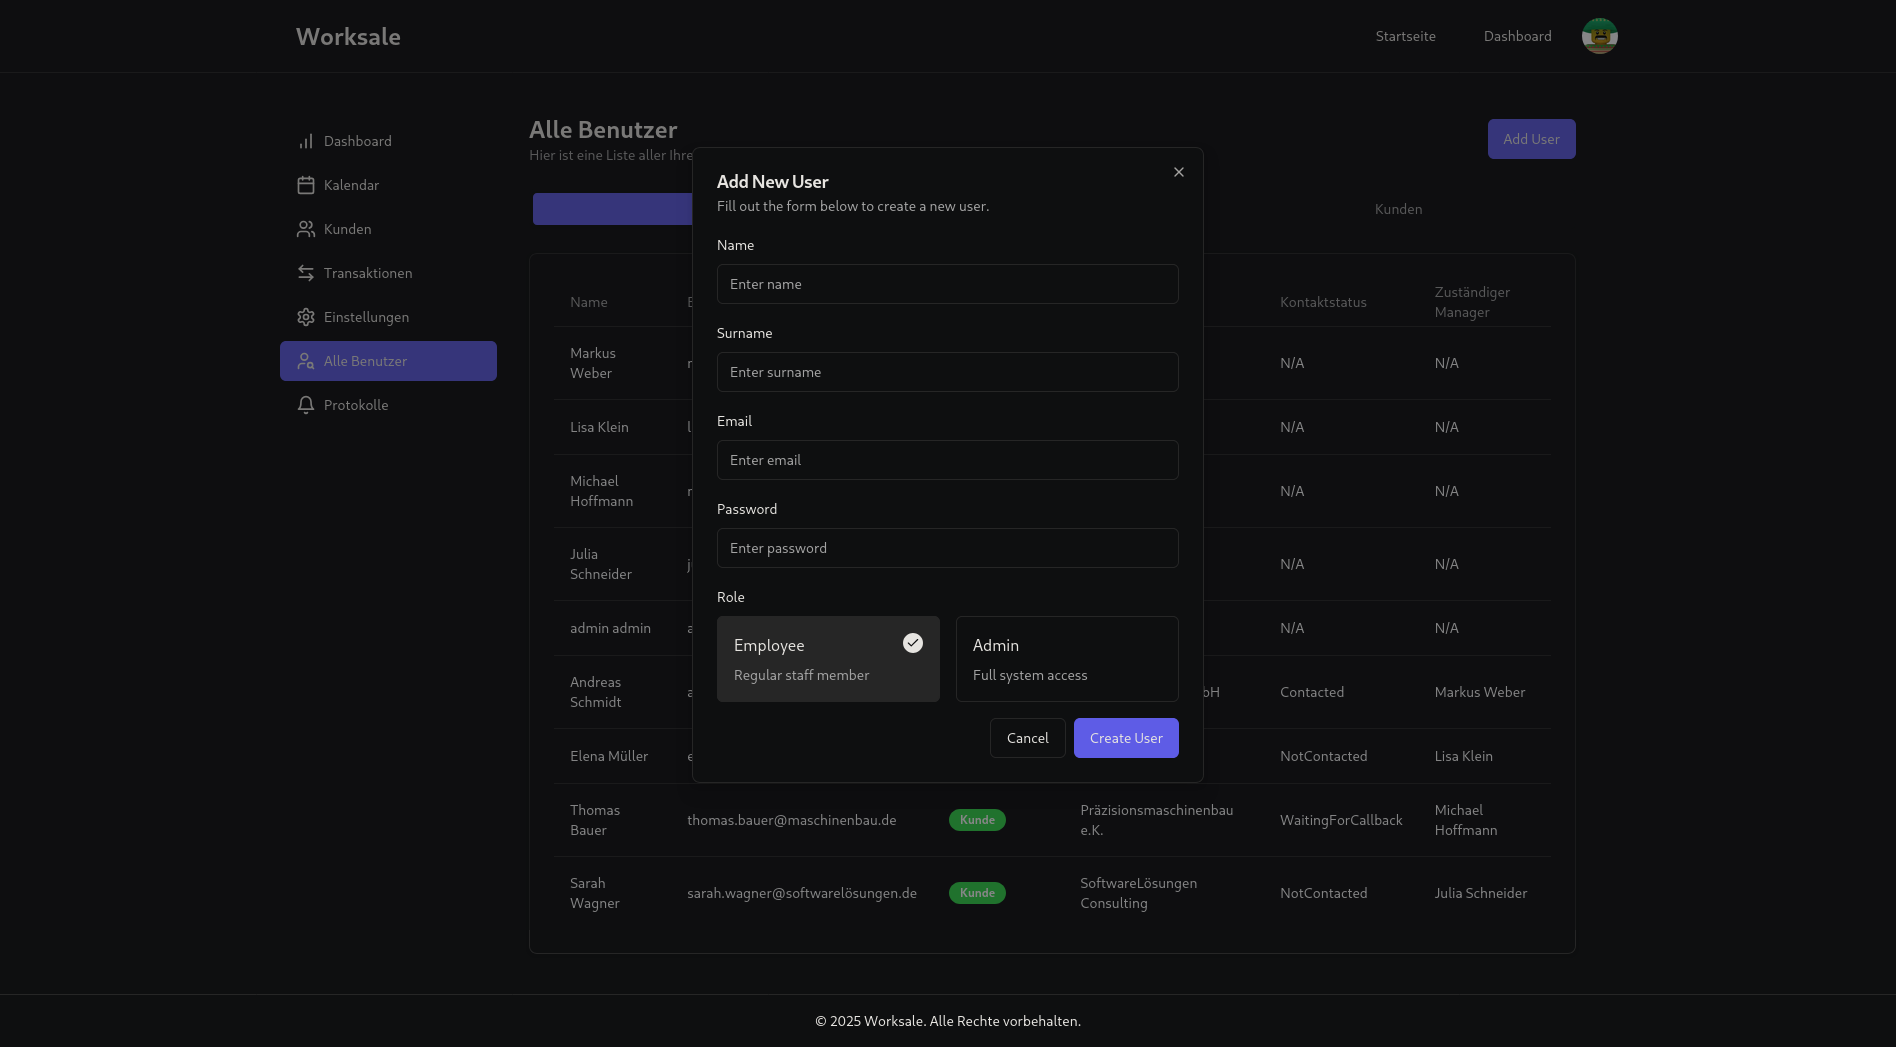 Worksale
Startseite
Dashboard
Dashboard
Kalendar
Kunden
Transaktionen
Einstellungen
Alle Benutzer
Protokolle
Alle Benutzer
Hier ist eine Liste aller Ihre
Add User
Kunden
Add New User
Fill out the form below to create a new user.
Name
Enter name
Surname
Enter surname
Email
Enter email
Password
Enter password
Role
Employee
Regular staff member
Admin
Full system access
Cancel
Create User
Name
Kontaktstatus
Zuständiger
Manager
Markus
Weber
N/A
N/A
Lisa Klein
N/A
N/A
Michael
Hoffmann
N/A
N/A
Julia
Schneider
N/A
N/A
admin admin
N/A
N/A
Andreas
Schmidt
Contacted
Markus Weber
Elena Müller
NotContacted
Lisa Klein
Thomas
Bauer
thomas.bauer@maschinenbau.de
Kunde
Präzisionsmaschinenbau
e.K.
WaitingForCallback
Michael
Hoffmann
Sarah
Wagner
sarah.wagner@softwarelösungen.de
Kunde
SoftwareLösungen
Consulting
NotContacted
Julia Schneider
© 2025 Worksale. Alle Rechte vorbehalten.